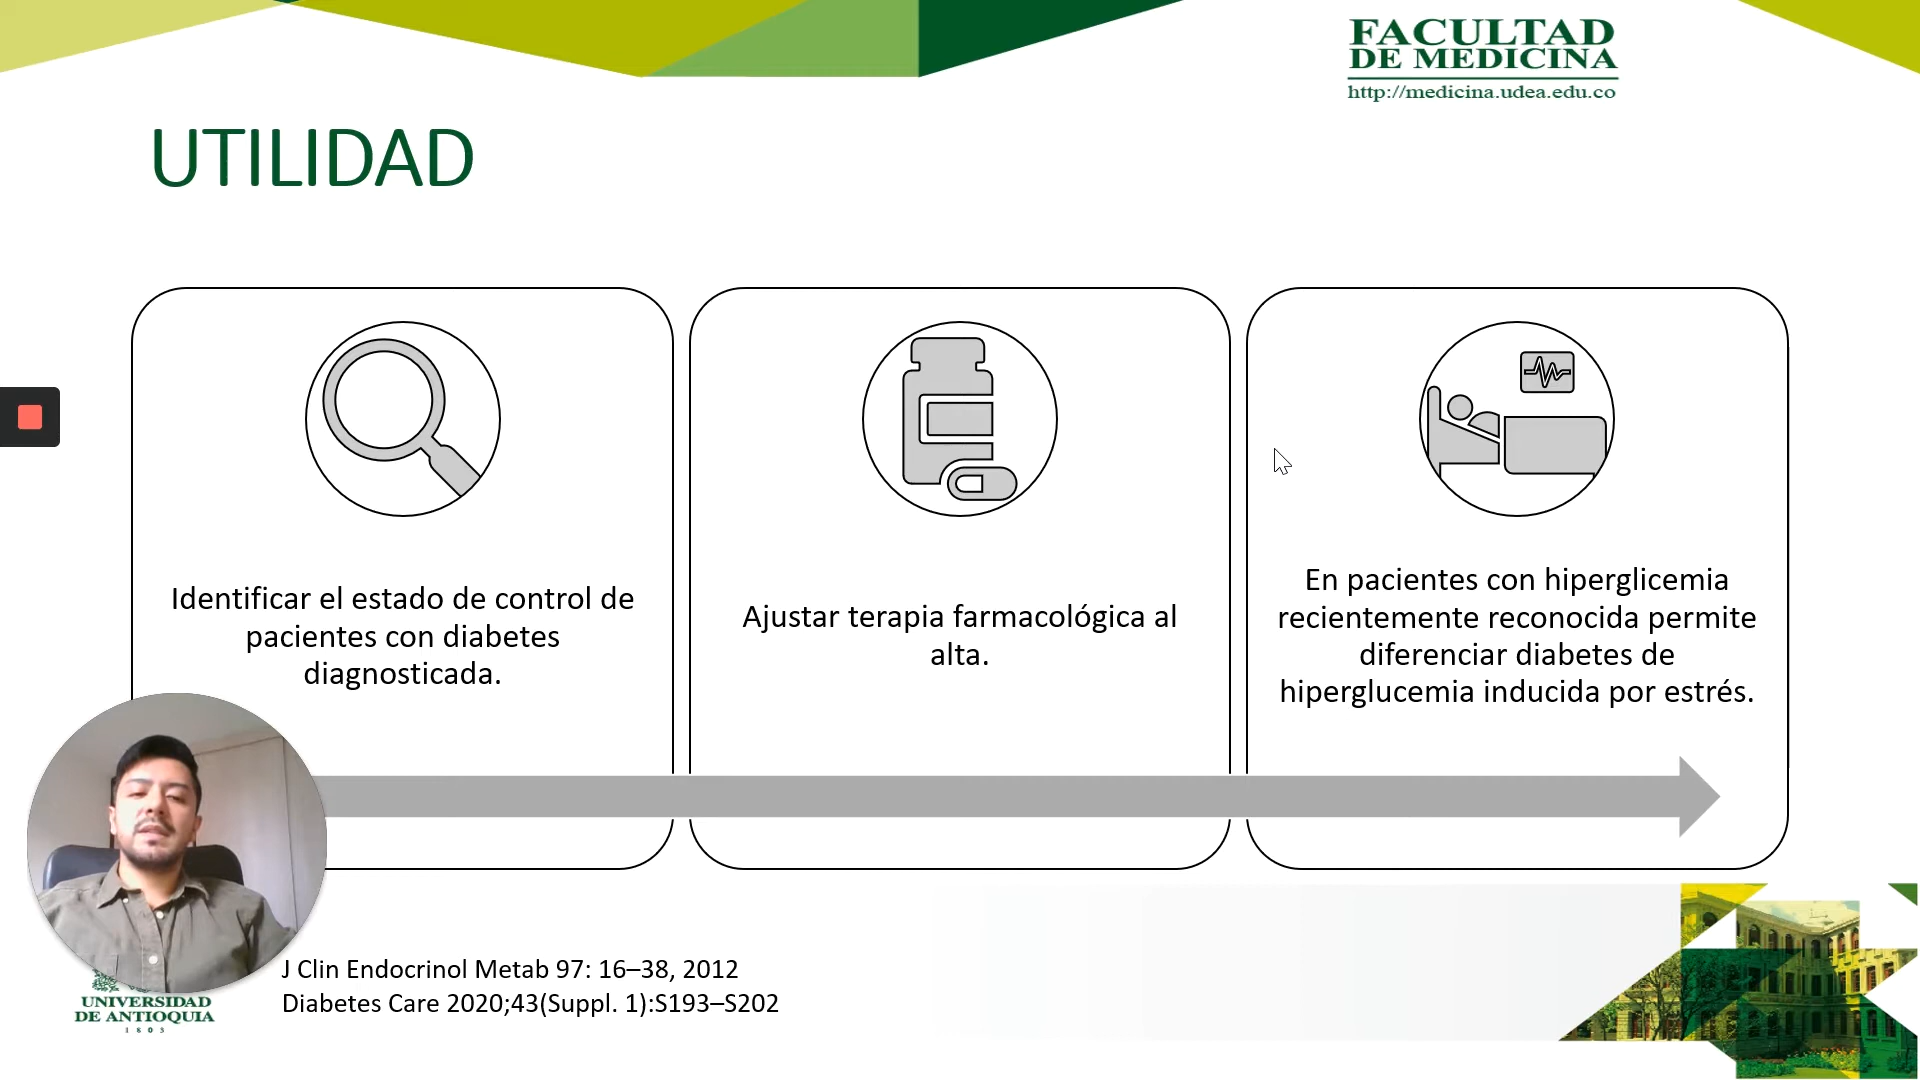 FACULTAD
DE MEDICINA
http://medicina.udea.edu.co
UTILIDAD
Identificar el estado de control de
pacientes con diabetes
diagnosticada.
Ajustar terapia farmacológica al
alta.
En pacientes con hiperglicemia
recientemente reconocida permite
diferenciar diabetes de
hiperglucemia inducida por estrés.
J Clin Endocrinol Metab 97: 16–38, 2012
Diabetes Care 2020;43(Suppl. 1):S193–S202
UNIVERSIDAD
DE ANTIOQUIA
1803